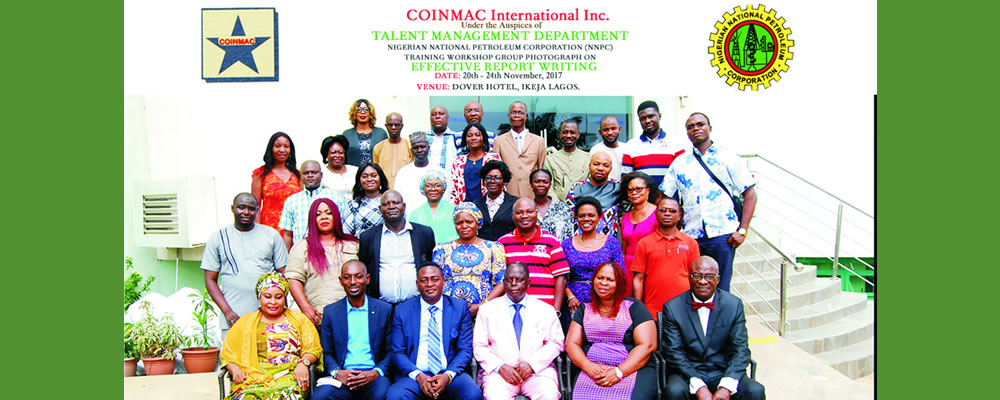 COINMAC
COINMAC International Inc.
Under the Auspices of
TALENT MANAGEMENT DEPARTMENT
NIGERIAN NATIONAL PETROLEUM CORPORATION (NNPC)
TRAINING WORKSHOP GROUP PHOTOGRAPH ON
EFFECTIVE REPORT WRITING
DATE: 20th - 24th November, 2017
VENUE: DOVER HOTEL, IKEJA LAGOS.
NIGERIAN NATIONAL PETROLEUM
CORPORATION